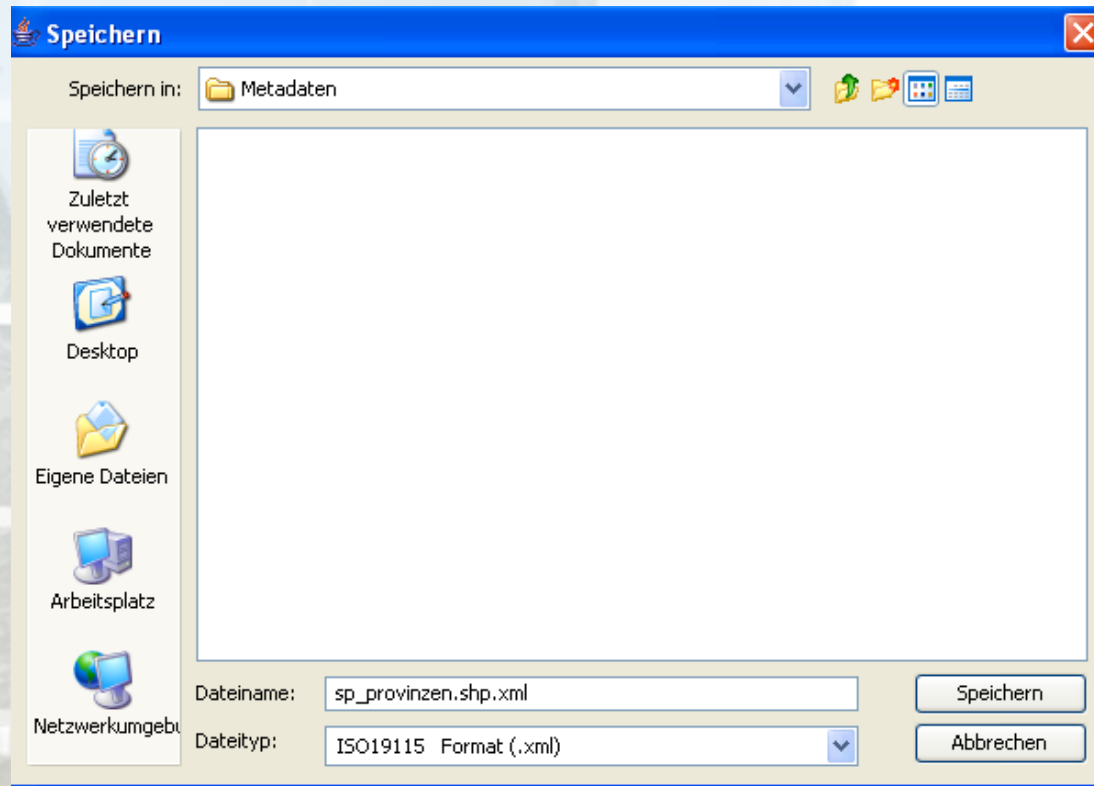 Speichern
Speichern in: Metadaten
Zuletzt
verwendete
Dokumente
Desktop
Eigene Dateien
Arbeitsplatz
Netzwerkumgebu
Dateiname: sp_provinzen.shp.xml Speichern
Dateityp: ISO19115 Format (.xml) Abbrechen